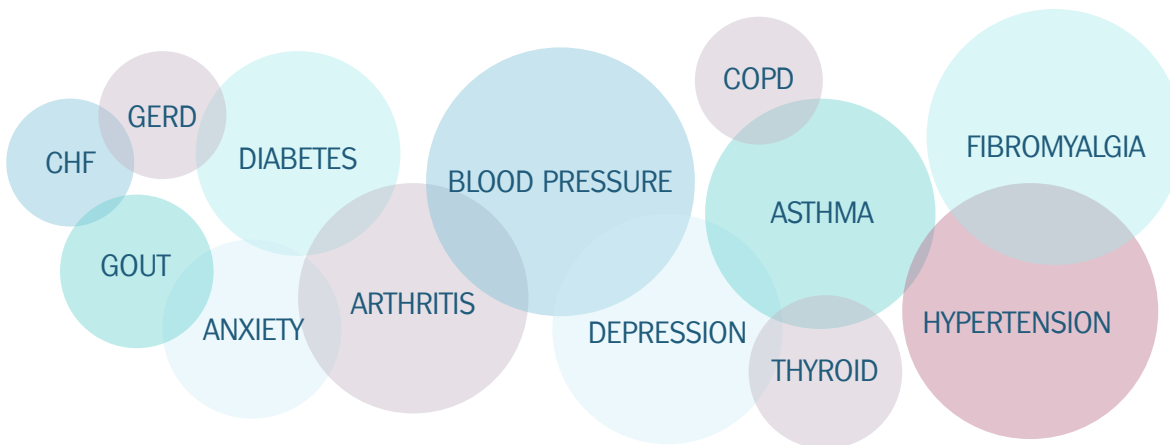 COPD
GERD
FIBROMYALGIA
CHF
DIABETES
BLOOD PRESSURE
ASTHMA
GOUT
ARTHRITIS
ANXIETY
DEPRESSION
HYPERTENSION
THYROID